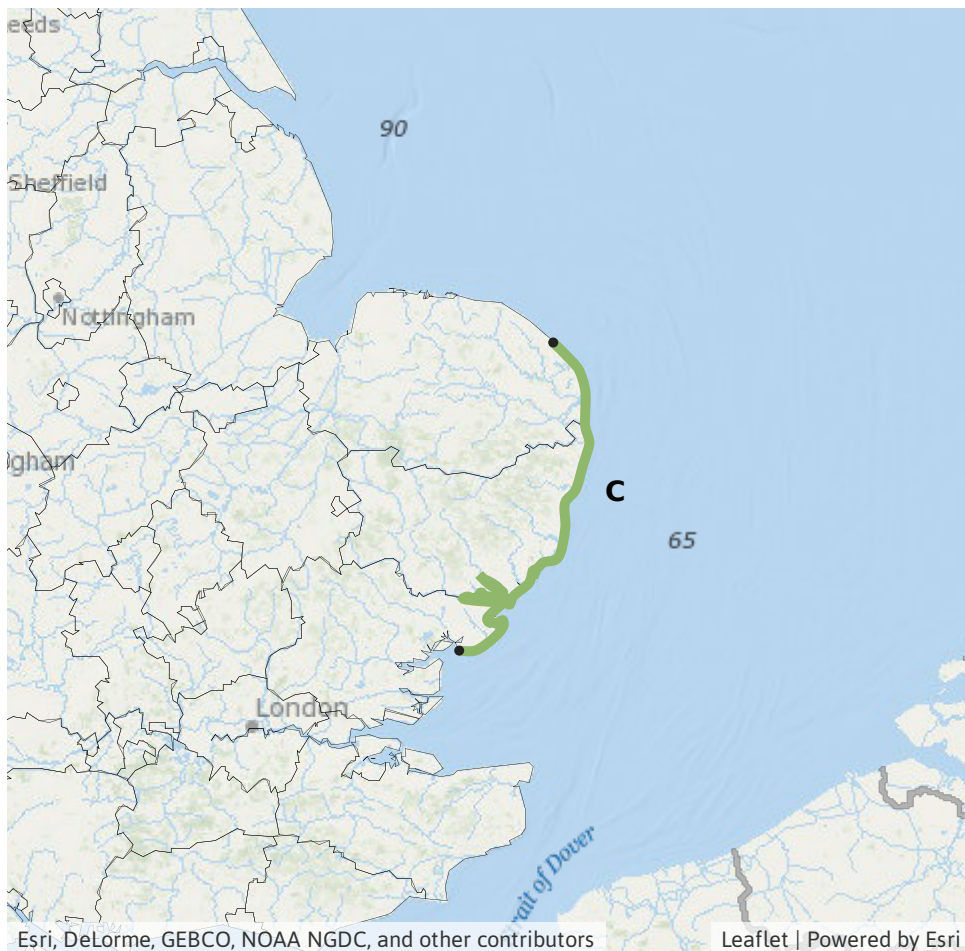 eeds
90
Sheffield
Nottingham
gham
C
65
London
rait of Dover
Esri, DeLorme, GEBCO, NOAA NGDC, and other contributors
Leaflet | Powered by Esri